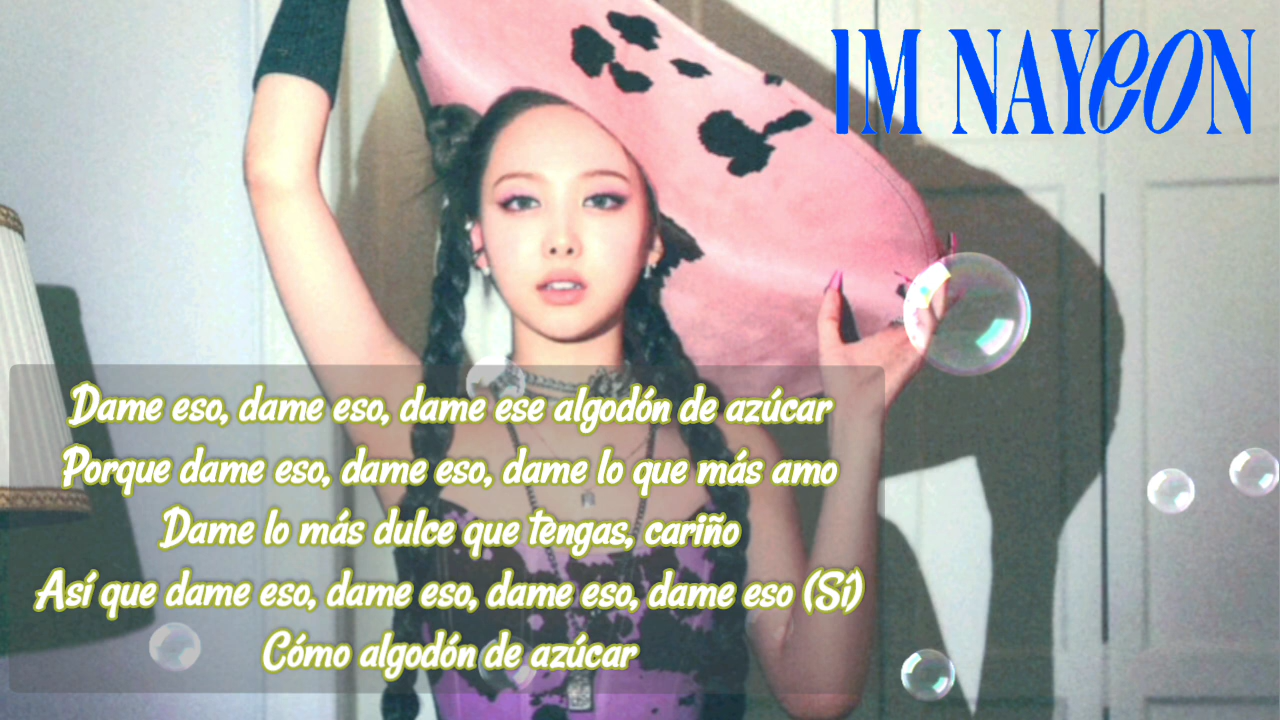 IM NAYEON
Dame eso, dame eso, dame ese algodón de azúcar
Porque dame eso, dame eso, dame lo que más amo
Dame lo más dulce que tengas, cariño
Así que dame eso, dame eso, dame eso, dame eso (Sí)
Cómo algodón de azúcar